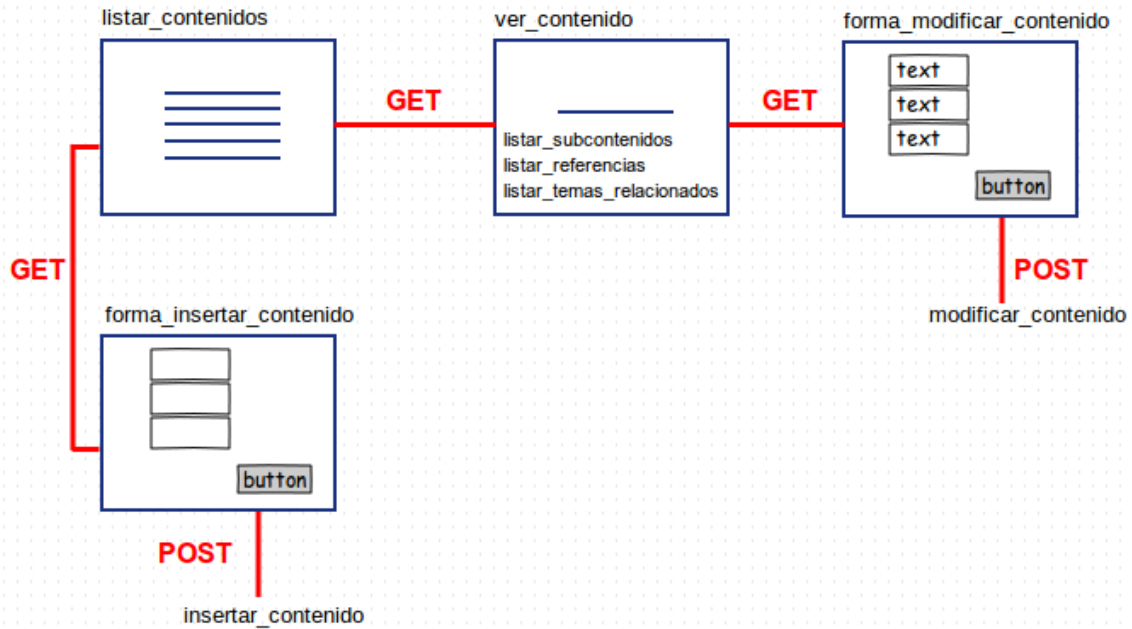 listar_contenidos
ver_contenido
forma_modificar_contenido
text
text
text
button
GET
GET
listar_subcontenidos
listar_referencias
listar_temas_relacionados
GET
POST
modificar_contenido
forma_insertar_contenido
button
POST
insertar_contenido